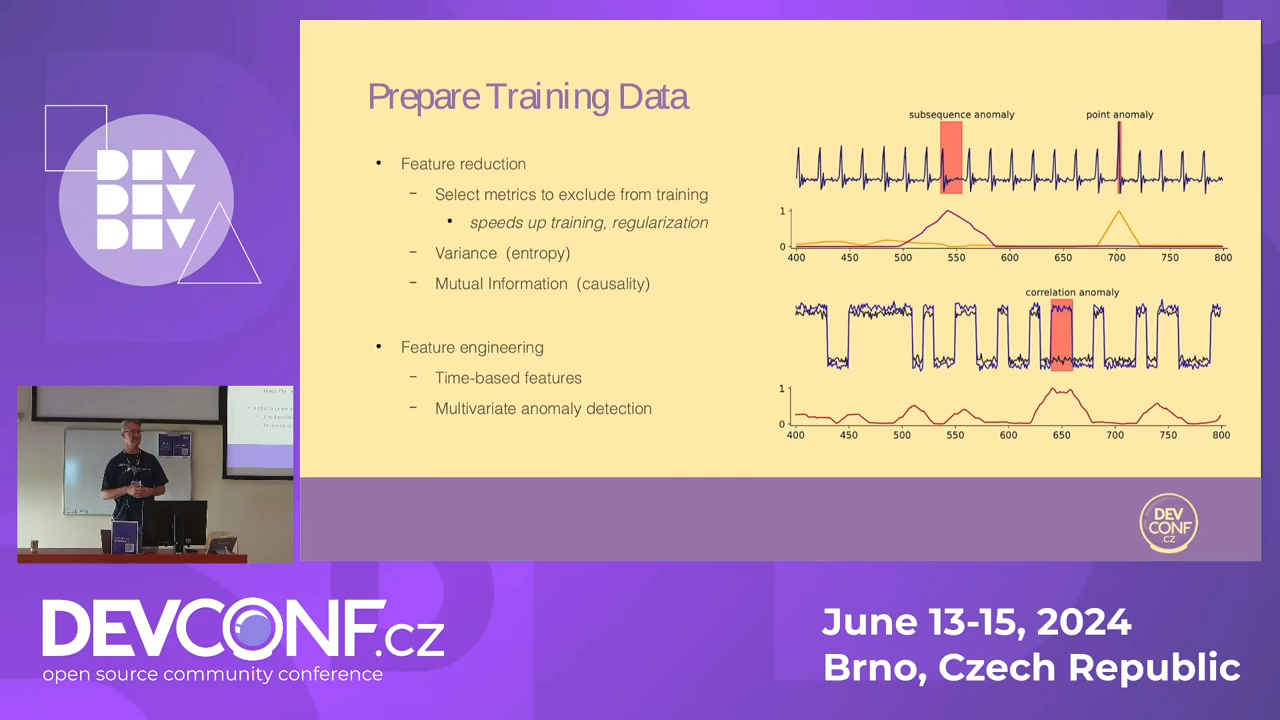 DEV
DEV
DEV
Prepare Training Data
• Feature reduction
– Select metrics to exclude from training
• speeds up training, regularization
– Variance (entropy)
– Mutual Information (causality)
• Feature engineering
– Time-based features
– Multivariate anomaly detection
subsequence anomaly point anomaly
1
0
400 450 500 550 600 650 700 750 800
correlation anomaly
1
0
400 450 500 550 600 650 700 750 800
DEV
CONF
.CZ
DEVCONF.cz
open source community conference
June 13-15, 2024
Brno, Czech Republic